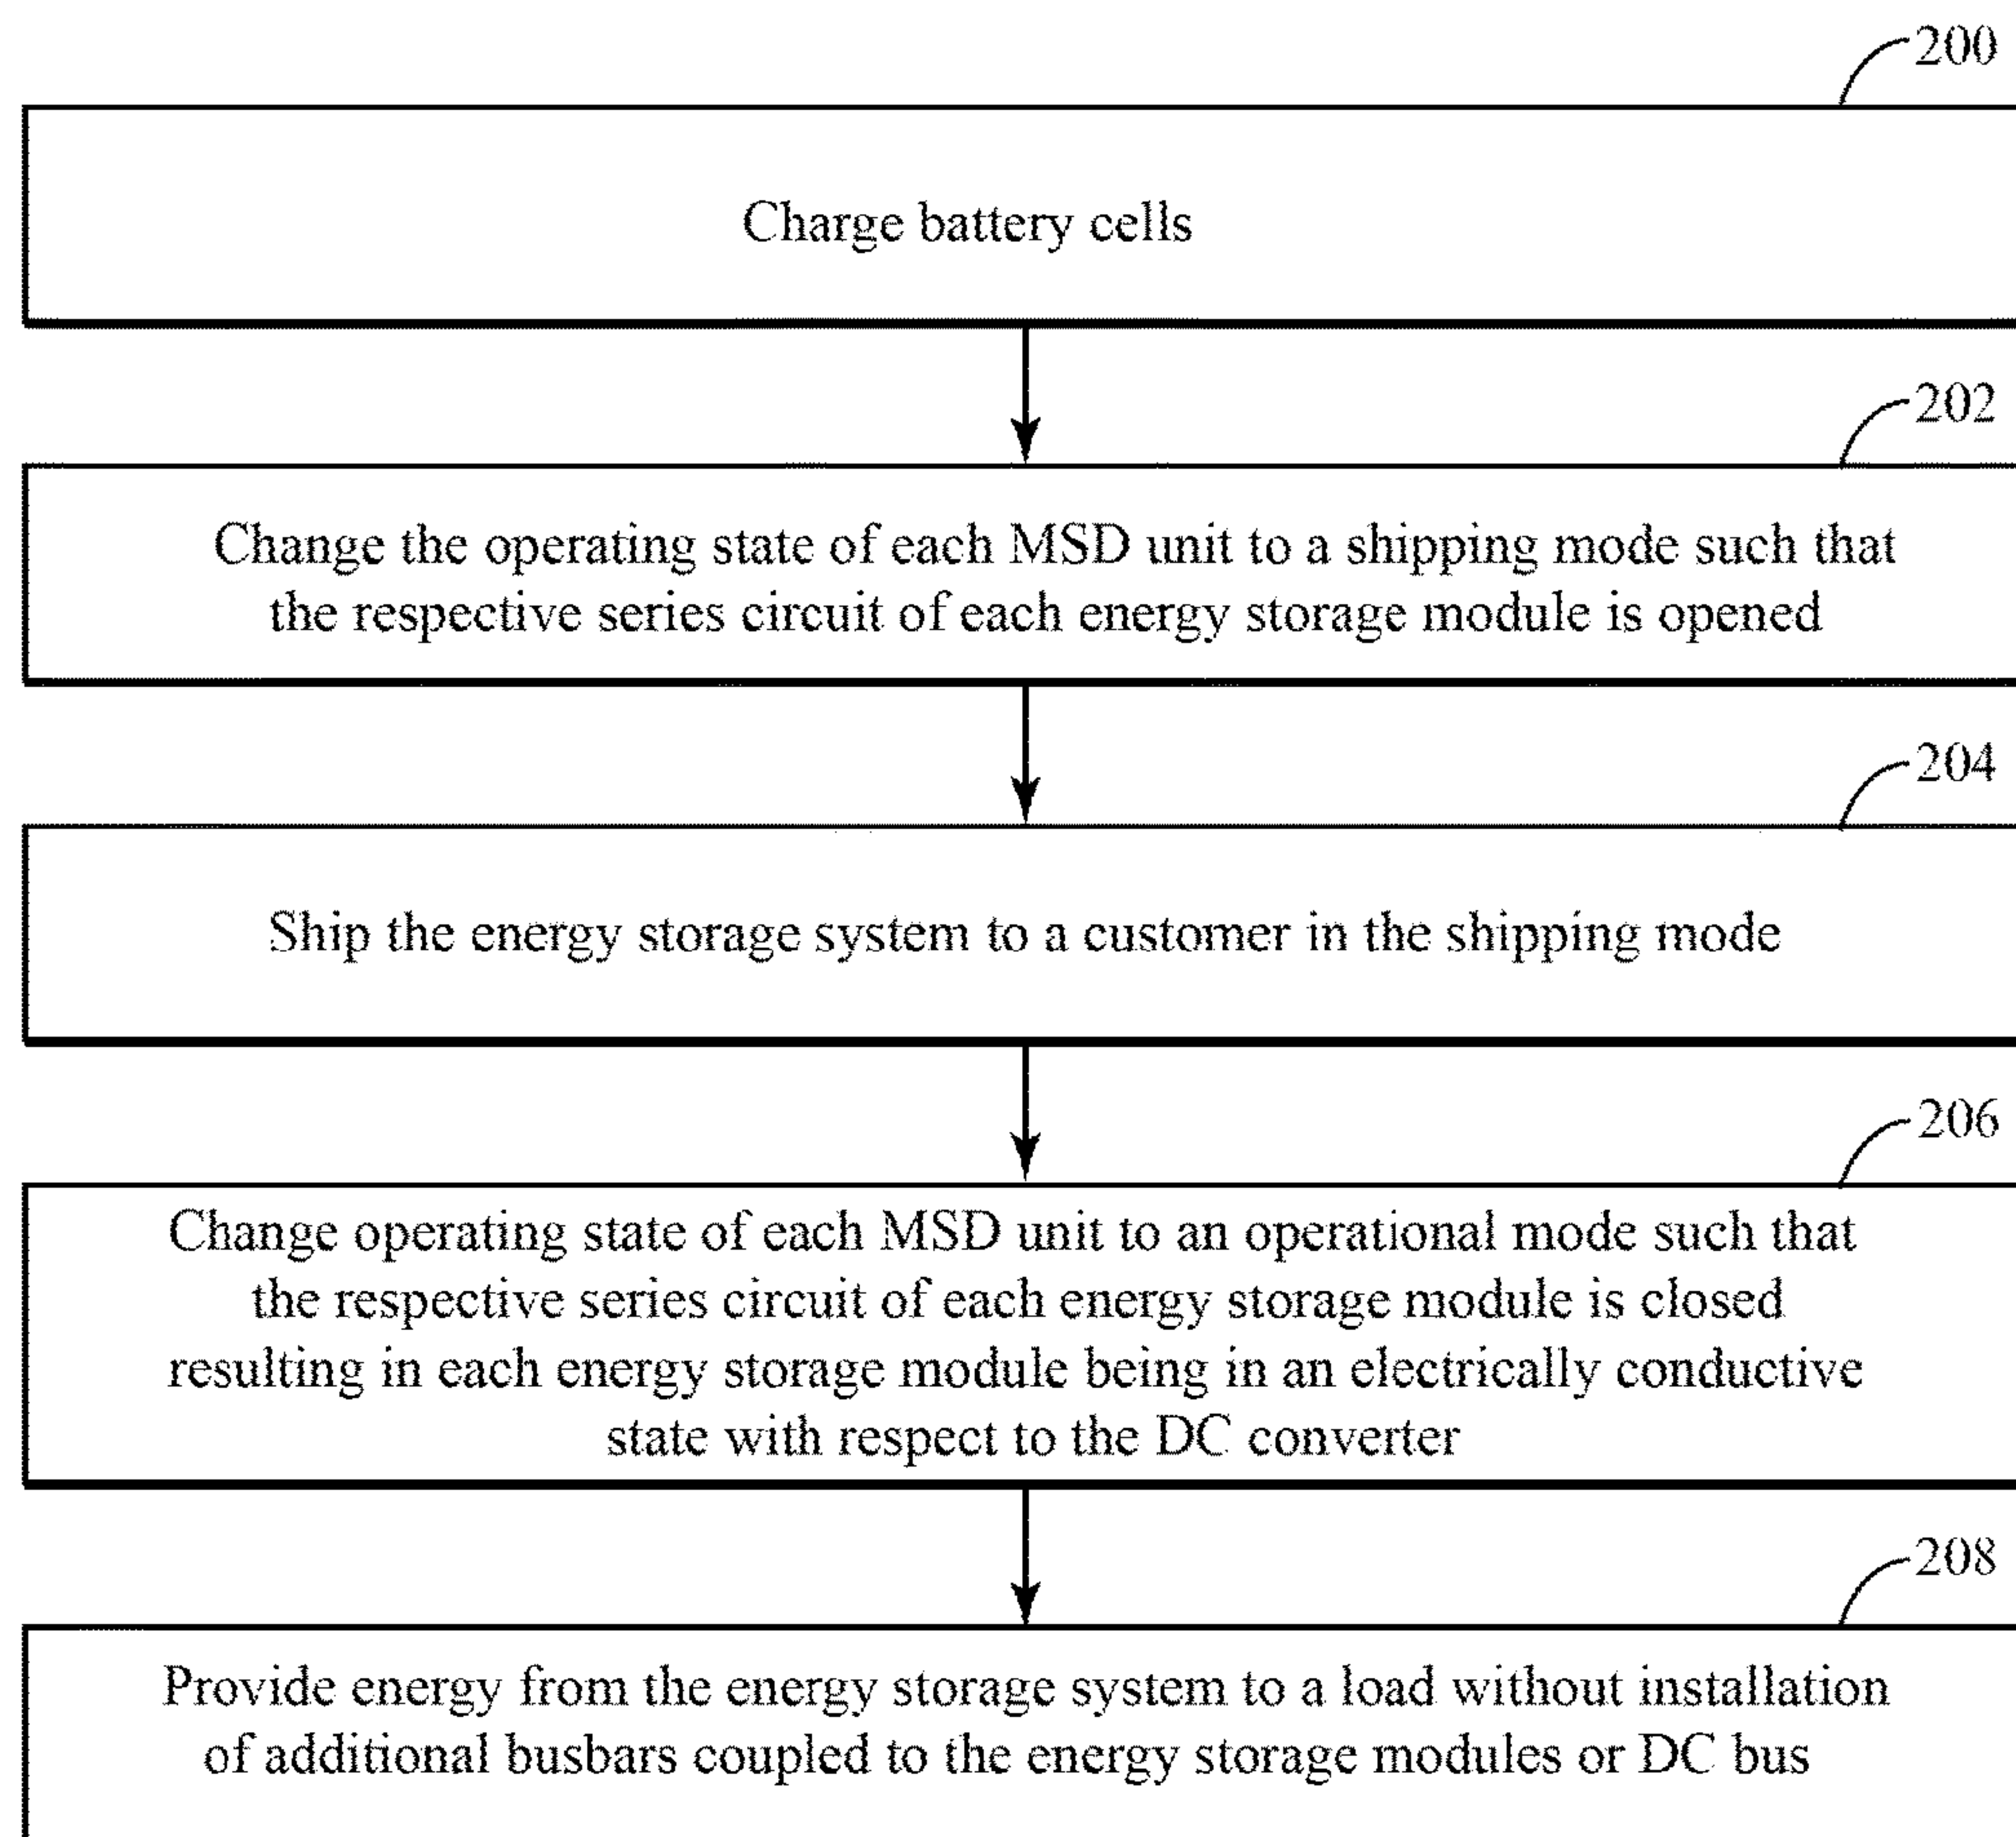 200
Charge battery cells
202
Change the operating state of each MSD unit to a shipping mode such that
the respective series circuit of each energy storage module is opened
204
Ship the energy storage system to a customer in the shipping mode
206
Change operating state of each MSD unit to an operational mode such that
the respective series circuit of each energy storage module is closed
resulting in each energy storage module being in an electrically conductive
state with respect to the DC converter
208
Provide energy from the energy storage system to a load without installation
of additional busbars coupled to the energy storage modules or DC bus